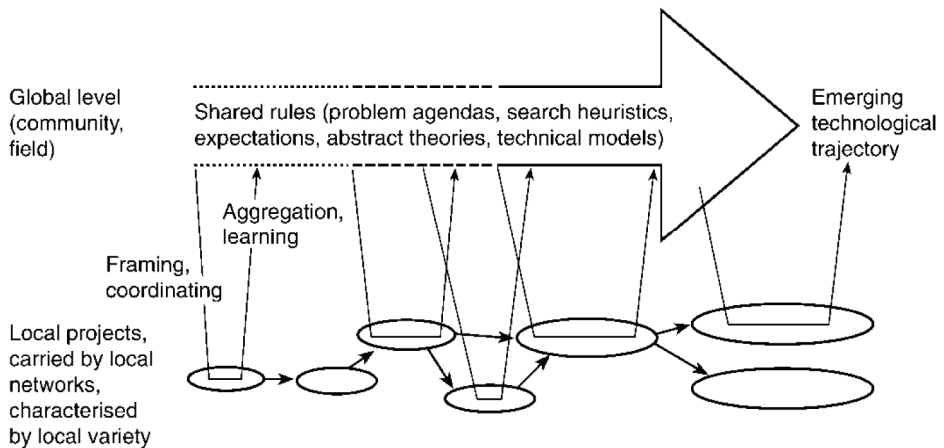 Global level
(community,
field)
Shared rules (problem agendas, search heuristics,
expectations, abstract theories, technical models)
Emerging
technological
trajectory
Aggregation,
learning
Framing,
coordinating
Local projects,
carried by local
networks,
characterised
by local variety